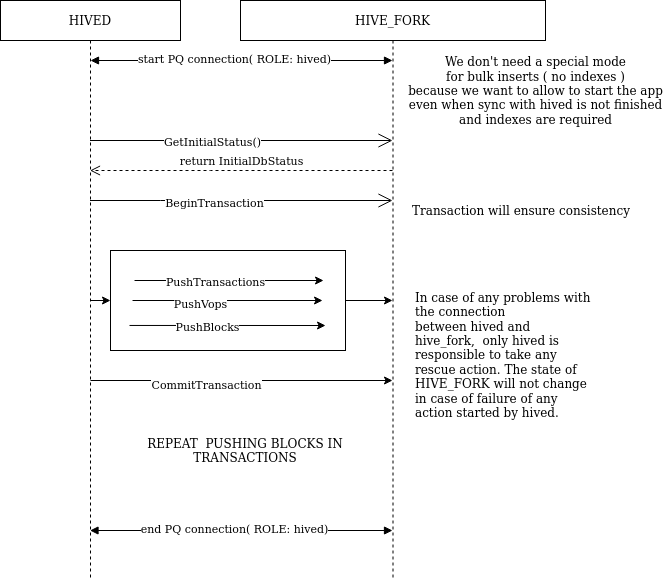 HIVED
HIVE_FORK
start PQ connection( ROLE: hived)
We don't need a special mode
for bulk inserts ( no indexes )
because we want to allow to start the app
even when sync with hived is not finished
and indexes are required
GetInitialStatus()
return InitialDbStatus
BeginTransaction
Transaction will ensure consistency
PushTransactions
PushVops
PushBlocks
In case of any problems with
the connection
between hived and
hive_fork,  only hived is
responsible to take any
rescue action. The state of
HIVE_FORK will not change
in case of failure of any
action started by hived.
CommitTransaction
REPEAT  PUSHING BLOCKS IN
TRANSACTIONS
end PQ connection( ROLE: hived)